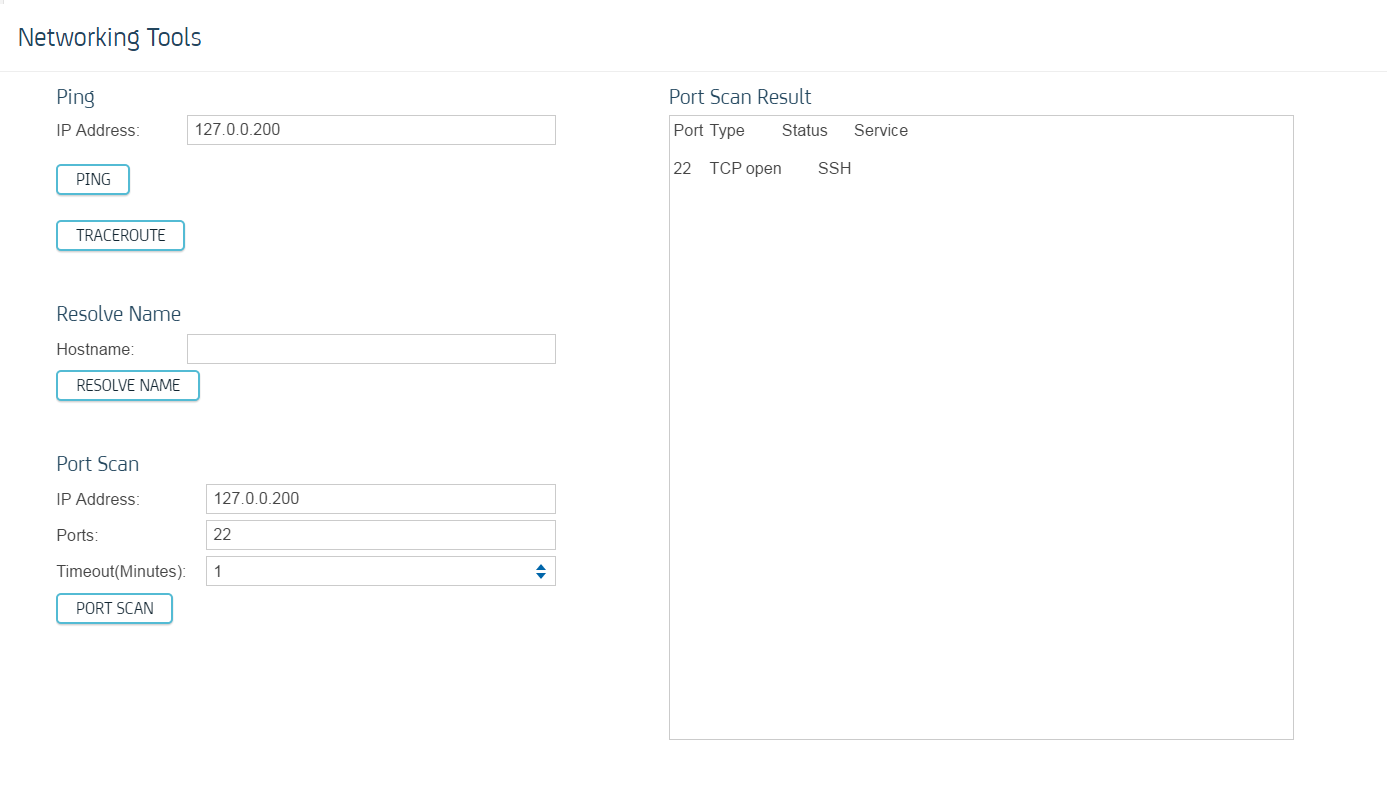 Networking Tools
Ping
IP Address: 127.0.0.200
PING
TRACEROUTE
Resolve Name
Hostname:
RESOLVE NAME
Port Scan
IP Address: 127.0.0.200
Ports: 22
Timeout(Minutes): 1
PORT SCAN
Port Scan Result
Port Type Status Service
22 TCP open SSH